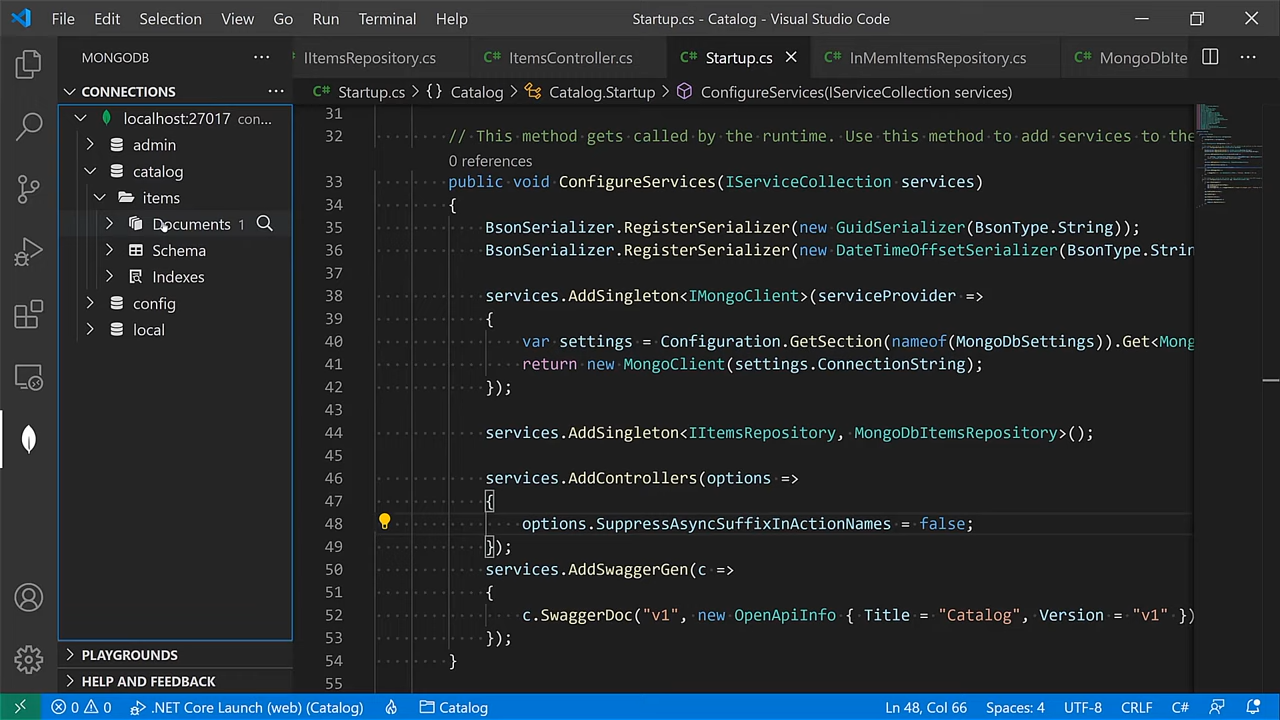 File Edit Selection View Go Run Terminal Help Startup.cs - Catalog - Visual Studio Code
MONGODB
CONNECTIONS
localhost:27017 con...
admin
catalog
items
Documents 1
Schema
Indexes
config
local
PLAYGROUNDS
HELP AND FEEDBACK
IItemsRepository.cs C# ItemsController.cs C# Startup.cs C# InMemItemsRepository.cs C# MongoDbIte
C# Startup.cs > {} Catalog > Catalog.Startup > ConfigureServices(IServiceCollection services)
31
32 // This method gets called by the runtime. Use this method to add services to the
0 references
33 public void ConfigureServices(IServiceCollection services)
34 {
35 BsonSerializer.RegisterSerializer(new GuidSerializer(BsonType.String));
36 BsonSerializer.RegisterSerializer(new DateTimeOffsetSerializer(BsonType.Strin
37
38 services.AddSingleton<IMongoClient>(serviceProvider =>
39 {
40 var settings = Configuration.GetSection(nameof(MongoDbSettings)).Get<Mong
41 return new MongoClient(settings.ConnectionString);
42 });
43
44 services.AddSingleton<IItemsRepository, MongoDbItemsRepository>();
45
46 services.AddControllers(options =>
47 {
48 options.SuppressAsyncSuffixInActionNames = false;
49 });
50 services.AddSwaggerGen(c =>
51 {
52 c.SwaggerDoc("v1", new OpenApiInfo { Title = "Catalog", Version = "v1" })
53 });
54 }
55
0 0 .NET Core Launch (web) (Catalog) Catalog Ln 48, Col 66 Spaces: 4 UTF-8 CRLF C#